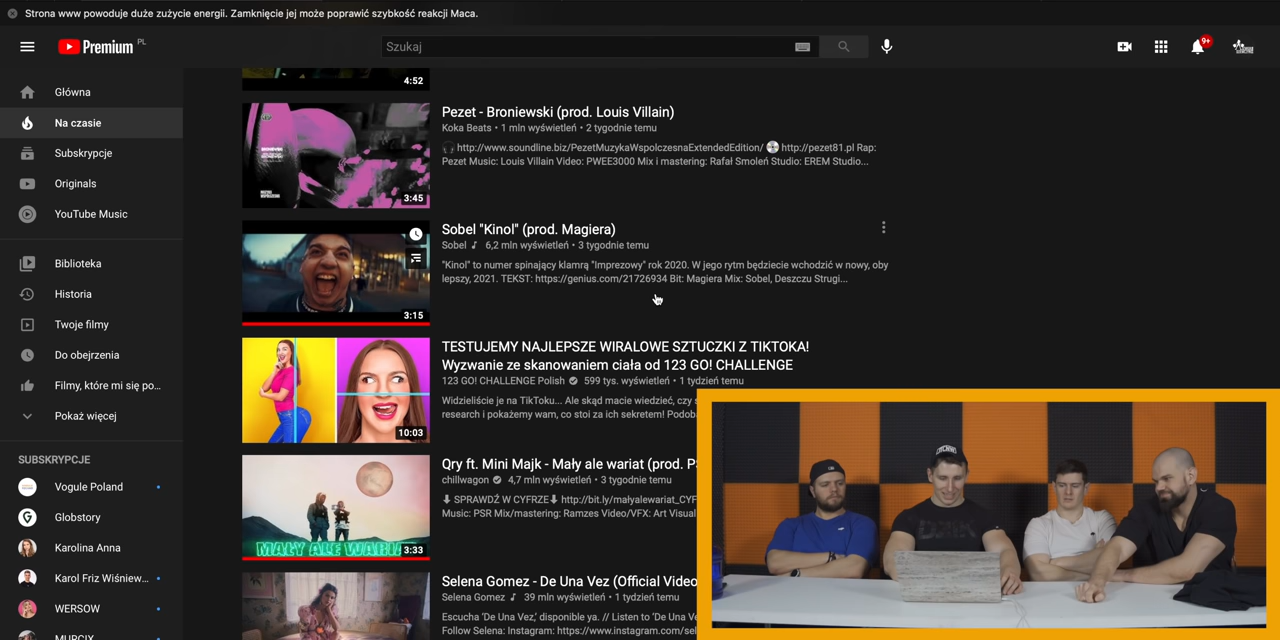 Strona www powoduje duże zużycie energii. Zamknięcie jej może poprawić szybkość reakcji Maca.
Premium PL
Szukaj
9+
Główna
Na czasie
Subskrypcje
Originals
YouTube Music
Biblioteka
Historia
Twoje filmy
Do obejrzenia
Filmy, które mi się po...
Pokaż więcej
SUBSKRYPCJE
Vogule Poland
Globstory
Karolina Anna
Karol Friz Wiśniew...
WERSOW
MURCIX
4:52
Pezet - Broniewski (prod. Louis Villain)
Koka Beats • 1 mln wyświetleń • 2 tygodnie temu
http://www.soundline.biz/PezetMuzykaWspolczesnaExtendedEdition/ http://pezet81.pl Rap:
Pezet Music: Louis Villain Video: PWEE3000 Mix i mastering: Rafał Smoleń Studio: EREM Studio...
3:45
Sobel "Kinol" (prod. Magiera)
Sobel 6,2 mln wyświetleń • 3 tygodnie temu
"Kinol" to numer spinający klamrą "Imprezowy" rok 2020. W jego rytm będziecie wchodzić w nowy, oby
lepszy, 2021. TEKST: https://genius.com/21726934 Bit: Magiera Mix: Sobel, Deszczu Strugi...
3:15
TESTUJEMY NAJLEPSZE WIRALOWE SZTUCZKI Z TIKTOKA!
Wyzwanie ze skanowaniem ciała od 123 GO! CHALLENGE
123 GO! CHALLENGE Polish 599 tys. wyświetleń • 1 tydzień temu
Widzieliście je na TikToku... Ale skąd macie wiedzieć, czy s
research i pokażemy wam, co stoi za ich sekretem! Podoba
10:03
Qry ft. Mini Majk - Mały ale wariat (prod. PS
chillwagon 4,7 mln wyświetleń • 3 tygodnie temu
SPRAWDŹ W CYFRZE http://bit.ly/małyalewariat_CYF
Music: PSR Mix/mastering: Ramzes Video/VFX: Art Visual
MAŁY ALE WARIA
3:33
Selena Gomez - De Una Vez (Official Video
Selena Gomez 39 mln wyświetleń • 1 tydzień temu
Escucha 'De Una Vez,' disponible ya. // Listen to 'De Una Ve
Follow Selena: Instagram: https://www.instagram.com/sel